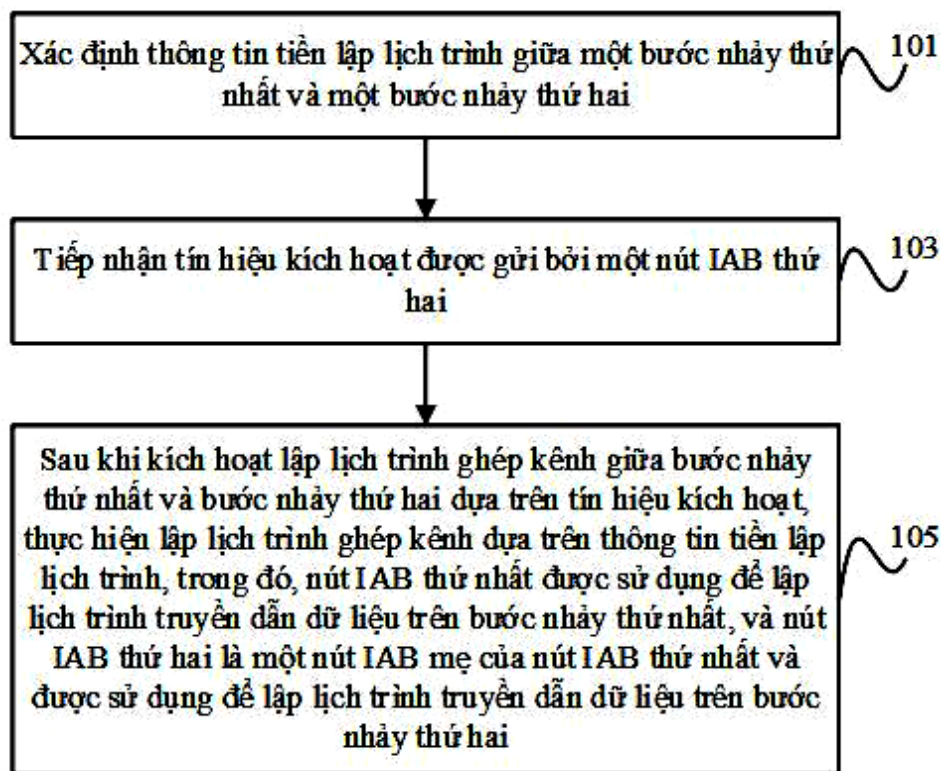 Xác định thông tin tiền lập lịch trình giữa một bước nhảy thứ
nhất và một bước nhảy thứ hai
101
Tiếp nhận tín hiệu kích hoạt được gửi bởi một nút IAB thứ
hai
103
Sau khi kích hoạt lập lịch trình ghép kênh giữa bước nhảy
thứ nhất và bước nhảy thứ hai dựa trên tín hiệu kích hoạt,
thực hiện lập lịch trình ghép kênh dựa trên thông tin tiền lập
lịch trình, trong đó, nút IAB thứ nhất được sử dụng để lập
lịch trình truyền dẫn dữ liệu trên bước nhảy thứ nhất, và nút
IAB thứ hai là một nút IAB mẹ của nút IAB thứ nhất và
được sử dụng để lập lịch trình truyền dẫn dữ liệu trên bước
nhảy thứ hai
105